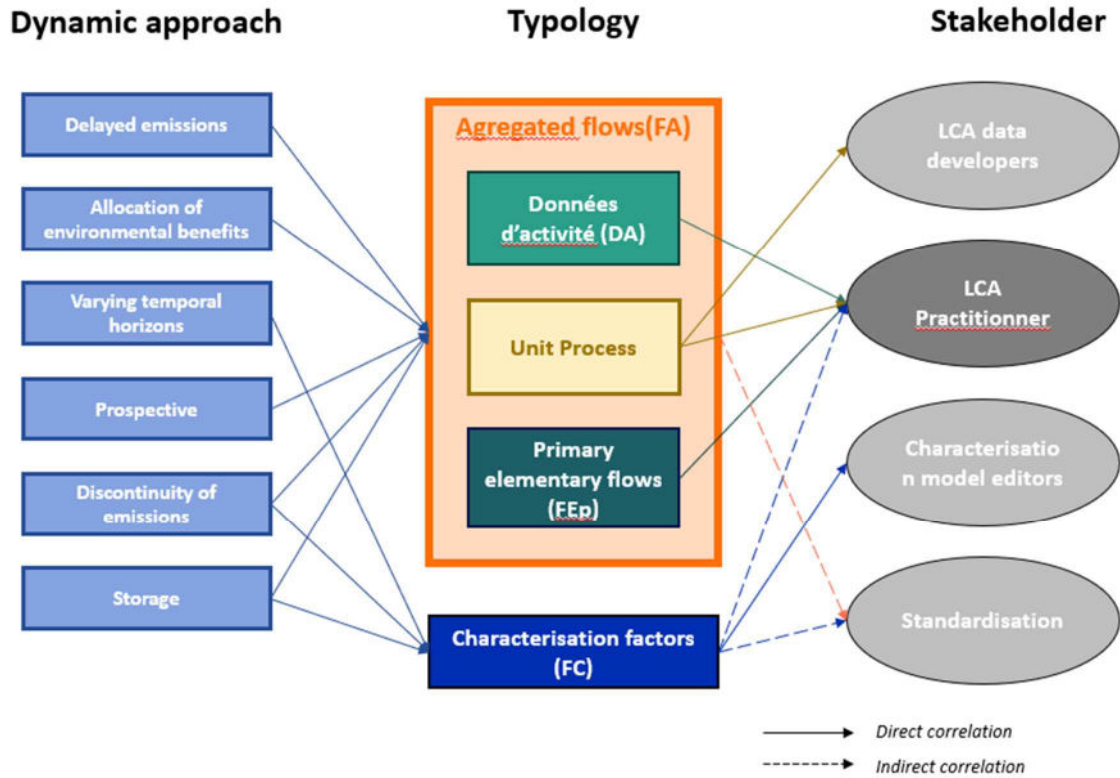 Dynamic approach
Typology
Stakeholder
Delayed emissions
Allocation of
environmental benefits
Varying temporal
horizons
Prospective
Discontinuity of
emissions
Storage
Agregated flows(FA)
Données
d'activité (DA)
Unit Process
Primary
elementary flows
(FEp)
Characterisation factors
(FC)
LCA data
developers
LCA
Practitionner
Characterisatio
n model editors
Standardisation
Direct correlation
Indirect correlation